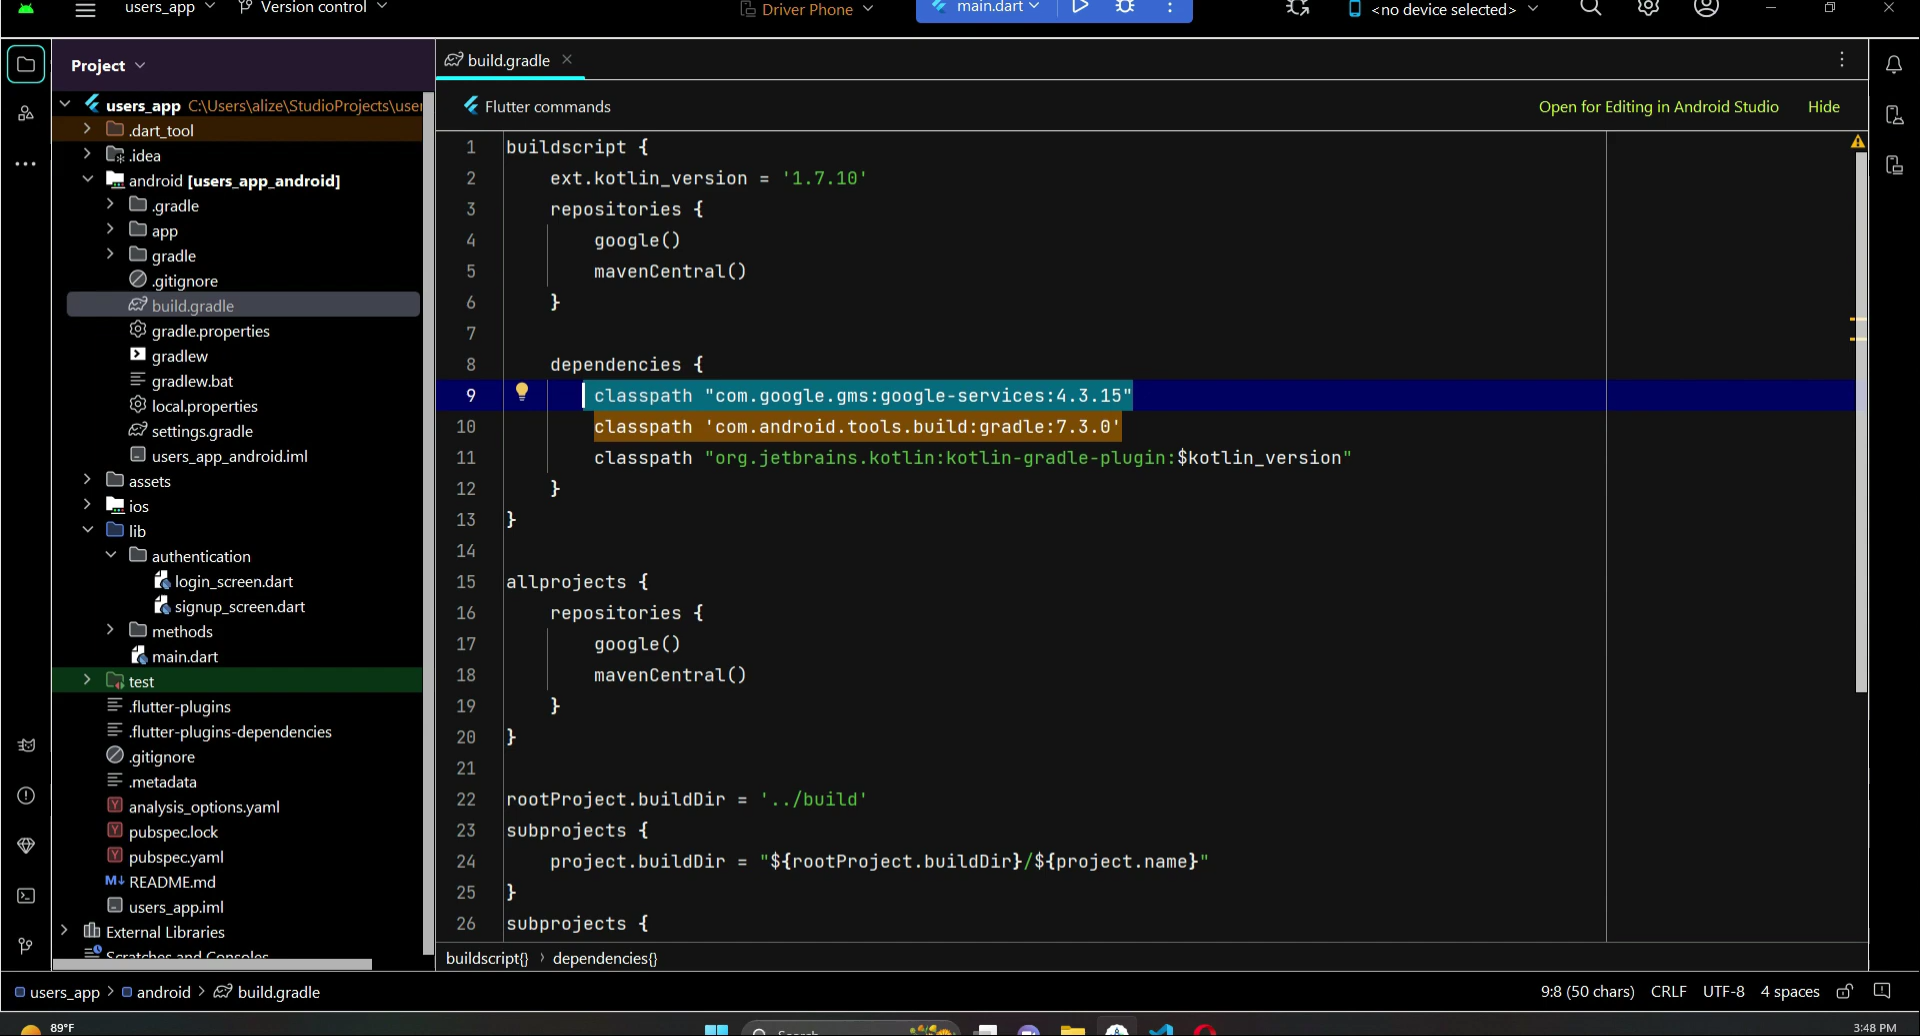 users_app
Version control
Driver Phone
main.dart
<no device selected>
Project
build.gradle
users_app C:\Users\alize\StudioProjects\user
.dart_tool
.idea
android [users_app_android]
.gradle
app
gradle
.gitignore
build.gradle
gradle.properties
gradlew
gradlew.bat
local.properties
settings.gradle
users_app_android.iml
assets
ios
lib
authentication
login_screen.dart
signup_screen.dart
methods
main.dart
test
.flutter-plugins
.flutter-plugins-dependencies
.gitignore
.metadata
analysis_options.yaml
pubspec.lock
pubspec.yaml
M↓ README.md
users_app.iml
External Libraries
Scratches and Consoles
Flutter commands
Open for Editing in Android Studio Hide
1 buildscript {
2 ext.kotlin_version = '1.7.10'
3 repositories {
4 google()
5 mavenCentral()
6 }
7
8 dependencies {
9 classpath "com.google.gms:google-services:4.3.15"
10 classpath 'com.android.tools.build:gradle:7.3.0'
11 classpath "org.jetbrains.kotlin:kotlin-gradle-plugin:$kotlin_version"
12 }
13 }
14
15 allprojects {
16 repositories {
17 google()
18 mavenCentral()
19 }
20 }
21
22 rootProject.buildDir = '../build'
23 subprojects {
24 project.buildDir = "${rootProject.buildDir}/${project.name}"
25 }
26 subprojects {
buildscript{} › dependencies{}
users_app > android > build.gradle
9:8 (50 chars) CRLF UTF-8 4 spaces
89°F
Search
3:48 PM